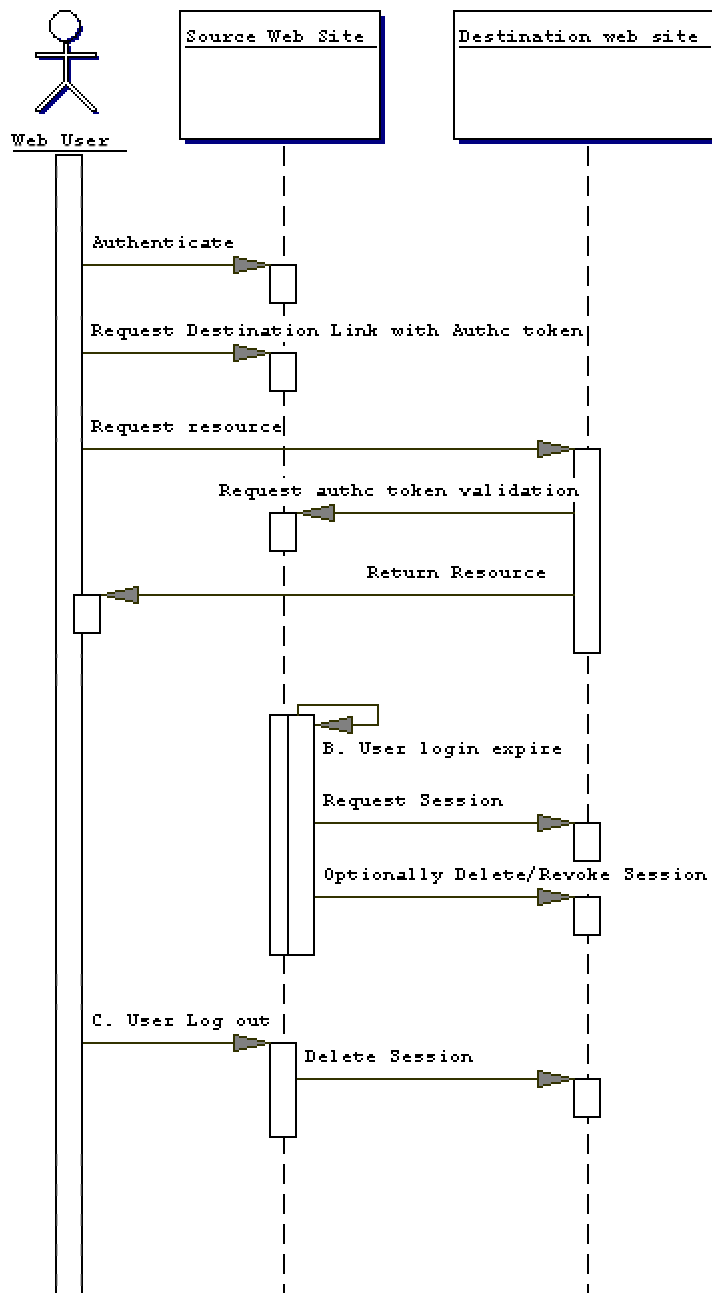 Source Web Site
Destination web site
Web User
Authenticate
Request Destination Link with Authc token
Request resource
Request authc token validation
Return Resource
B. User login expire
Request Session
Optionally Delete/Revoke Session
C. User Log out
Delete Session